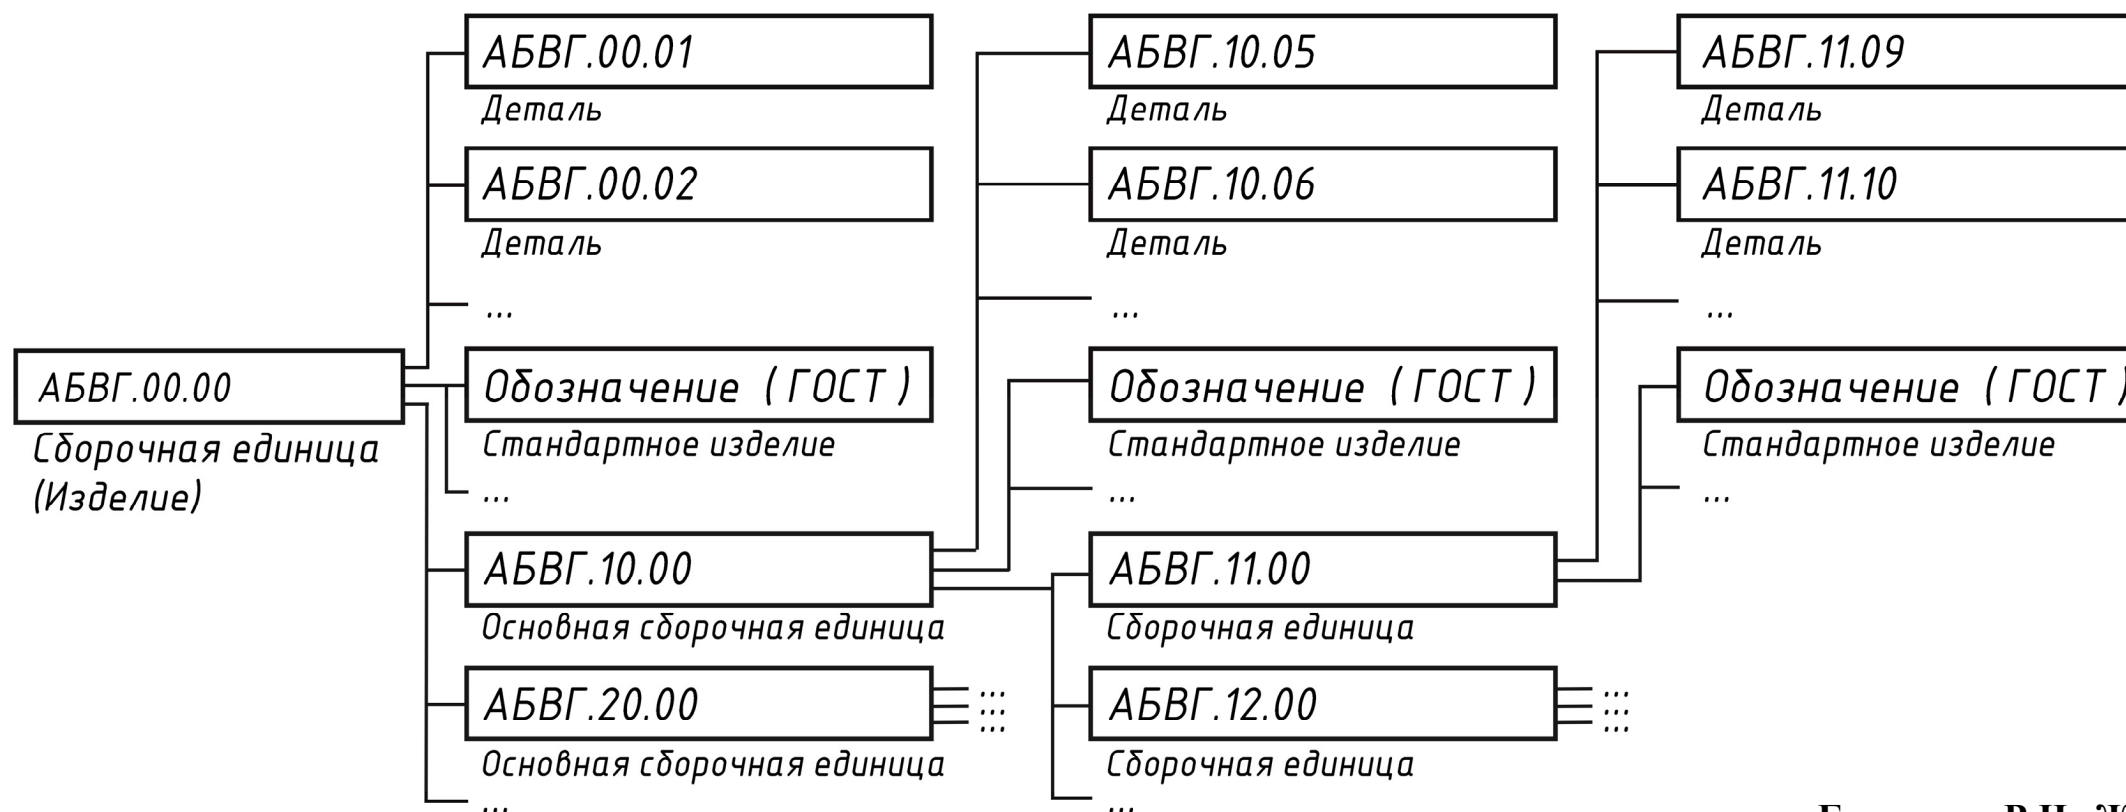 АБВГ.00.00
Сборочная единица
(Изделие)
АБВГ.00.01
Деталь
АБВГ.00.02
Деталь
...
Обозначение (ГОСТ)
Стандартное изделие
...
АБВГ.10.00
Основная сборочная единица
АБВГ.20.00
...
...
...
Основная сборочная единица
...
АБВГ.10.05
Деталь
АБВГ.10.06
Деталь
...
Обозначение (ГОСТ)
Стандартное изделие
...
АБВГ.11.00
Сборочная единица
АБВГ.12.00
...
...
...
Сборочная единица
...
АБВГ.11.09
Деталь
АБВГ.11.10
Деталь
...
Обозначение (ГОСТ)
Стандартное изделие
...